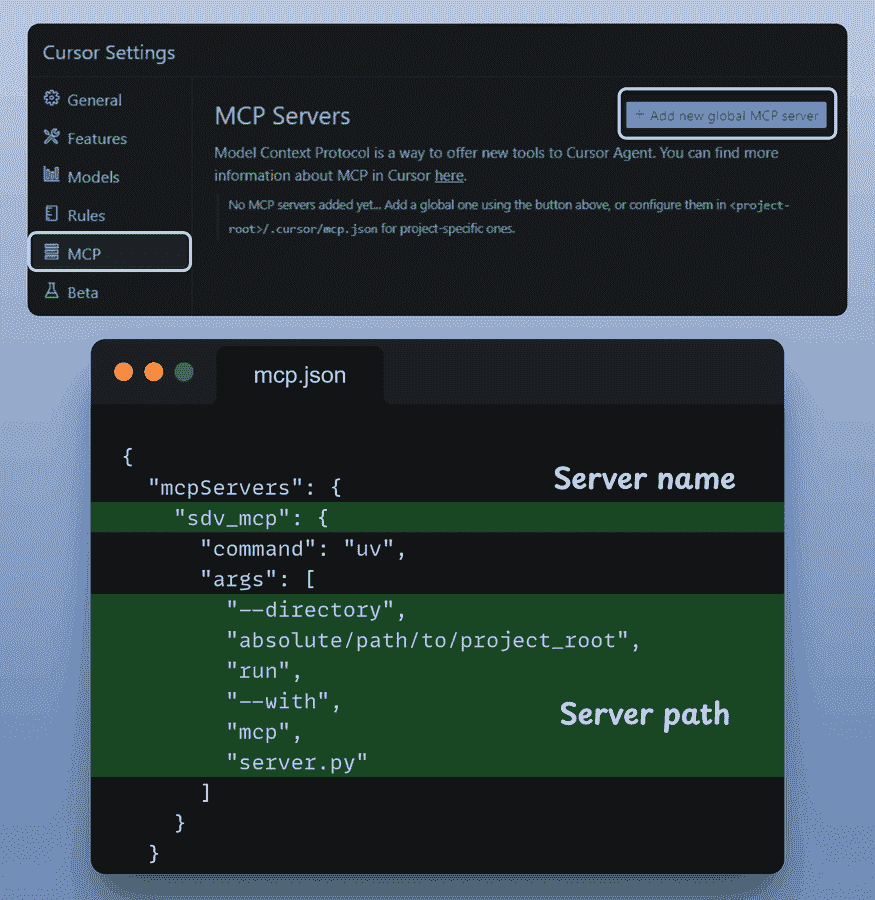 Cursor Settings
General
Features
Models
Rules
MCP
Beta
MCP Servers
+ Add new global MCP server
Model Context Protocol is a way to offer new tools to Cursor Agent. You can find more
information about MCP in Cursor here.
No MCP servers added yet... Add a global one using the button above, or configure them in <project-
root>/.cursor/mcp.json for project-specific ones.
mcp.json
{
"mcpServers": {
Server name
"sdv_mcp": {
"command": "uv",
"args": [
"--directory",
"absolute/path/to/project_root",
"run",
"--with",
Server path
"mcp",
"server.py"
]
}
}